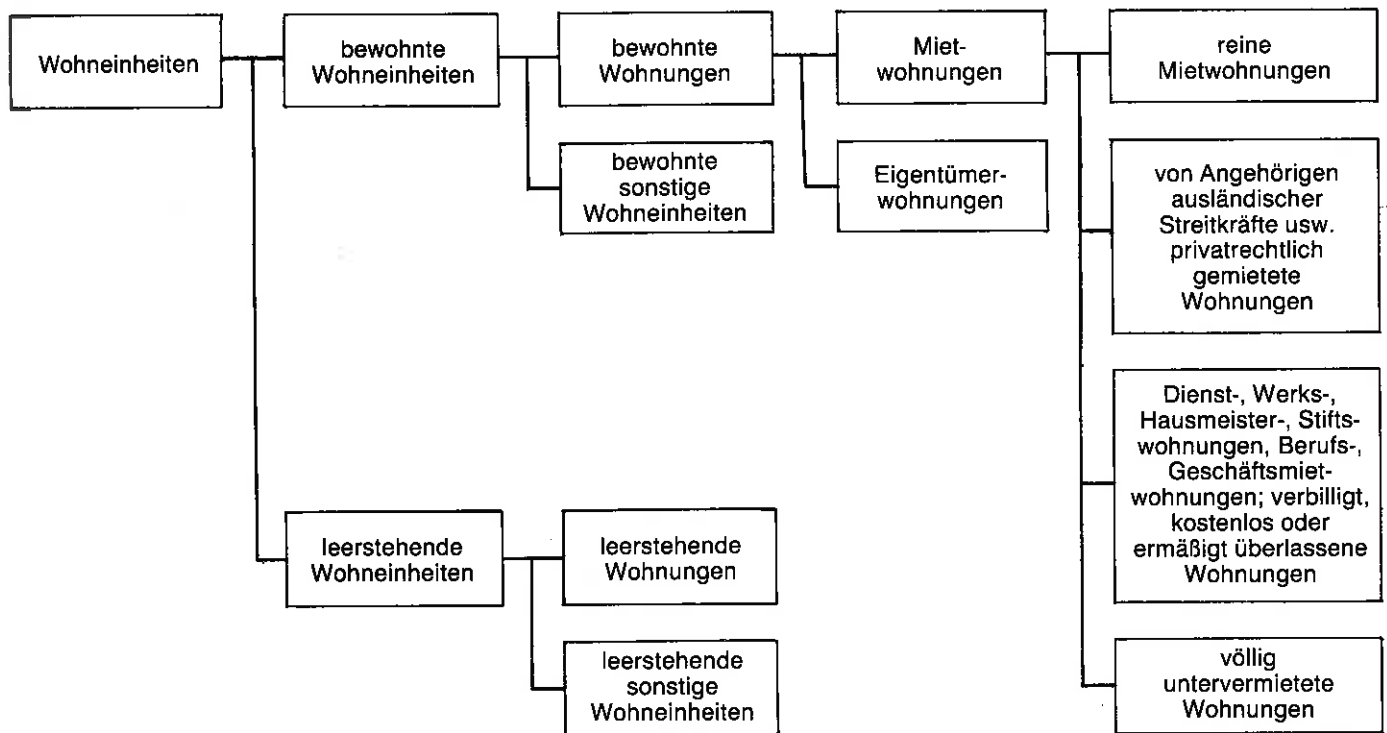 Wohneinheiten
bewohnte
Wohneinheiten
bewohnte
Wohnungen
Miet-
wohnungen
reine
Mietwohnungen
bewohnte
sonstige
Wohneinheiten
Eigentümer-
wohnungen
von Angehörigen
ausländischer
Streitkräfte usw.
privatrechtlich
gemietete
Wohnungen
Dienst-, Werks-,
Hausmeister-, Stifts-
wohnungen, Berufs-,
Geschäftsmiet-
wohnungen; verbilligt,
kostenlos oder
ermäßigt überlassene
Wohnungen
leerstehende
Wohneinheiten
leerstehende
Wohnungen
leerstehende
sonstige
Wohneinheiten
völlig
untervermietete
Wohnungen